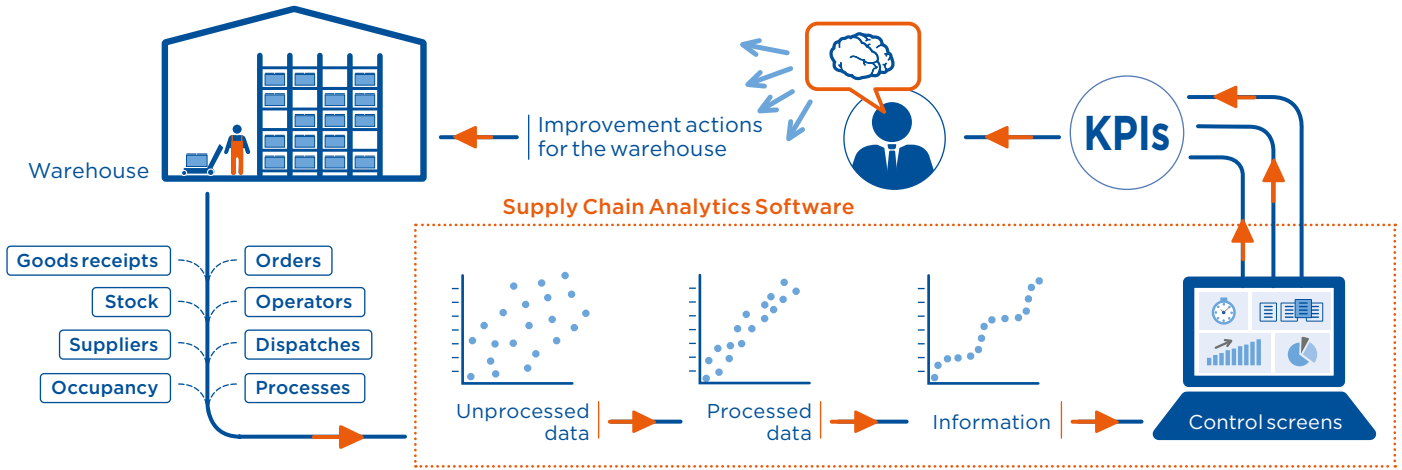 Improvement actions
for the warehouse
KPIs
Warehouse
Supply Chain Analytics Software
Goods receipts
Orders
Stock
Operators
Suppliers
Dispatches
Occupancy
Processes
Unprocessed
data
Processed
data
Information
Control screens